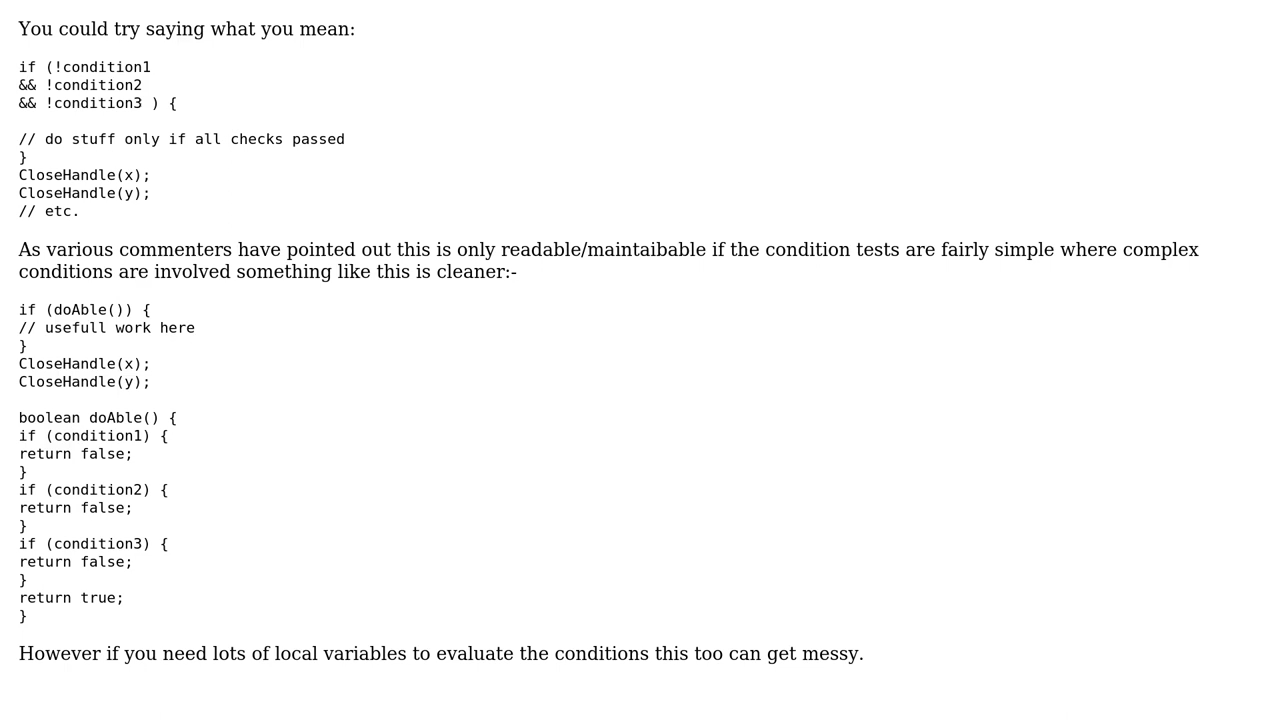 You could try saying what you mean:
if (!condition1
&& !condition2
&& !condition3 ) {
// do stuff only if all checks passed
}
CloseHandle(x);
CloseHandle(y);
// etc.
As various commenters have pointed out this is only readable/maintaibable if the condition tests are fairly simple where complex
conditions are involved something like this is cleaner:-
if (doAble()) {
// usefull work here
}
CloseHandle(x);
CloseHandle(y);
boolean doAble() {
if (condition1) {
return false;
}
if (condition2) {
return false;
}
if (condition3) {
return false;
}
return true;
}
However if you need lots of local variables to evaluate the conditions this too can get messy.